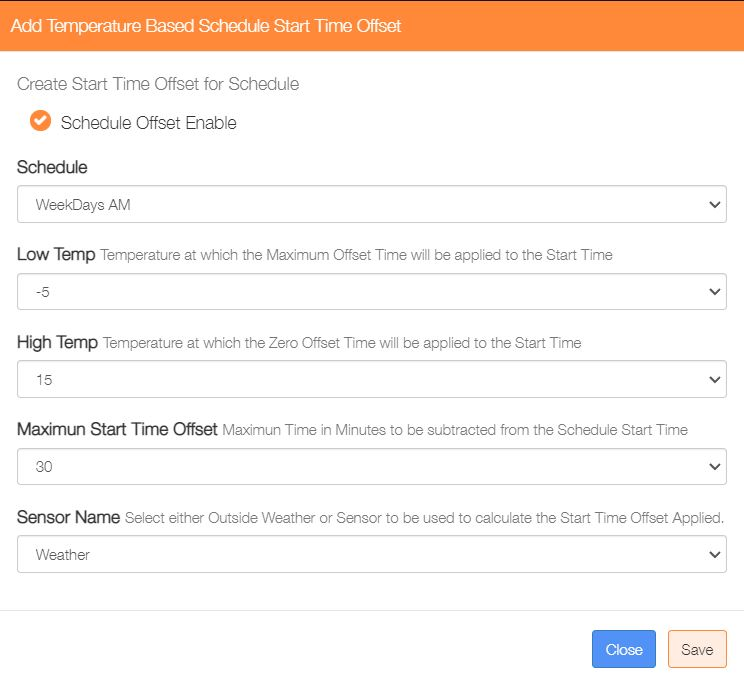 Add Temperature Based Schedule Start Time Offset
Create Start Time Offset for Schedule
Schedule Offset Enable
Schedule
WeekDays AM
Low Temp Temperature at which the Maximum Offset Time will be applied to the Start Time
-5
High Temp Temperature at which the Zero Offset Time will be applied to the Start Time
15
Maximun Start Time Offset Maximun Time in Minutes to be subtracted from the Schedule Start Time
30
Sensor Name Select either Outside Weather or Sensor to be used to calculate the Start Time Offset Applied.
Weather
Close Save